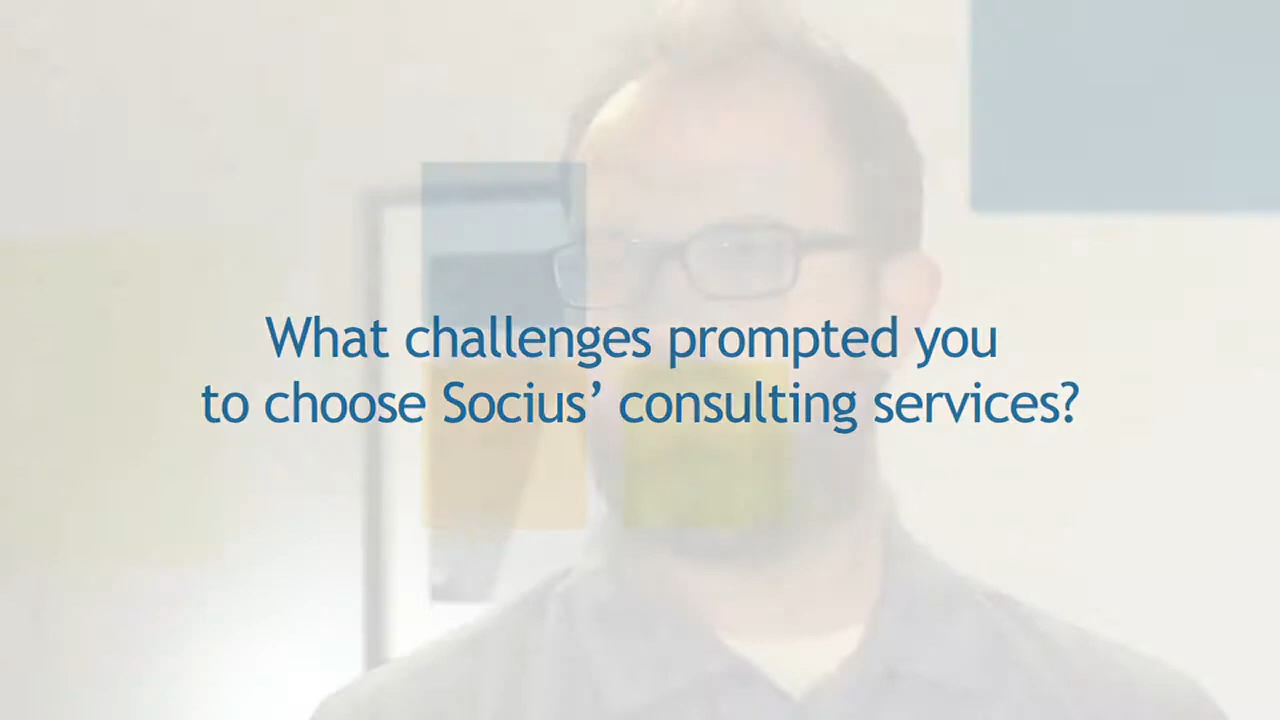 What challenges prompted you
to choose Socius’ consulting services?